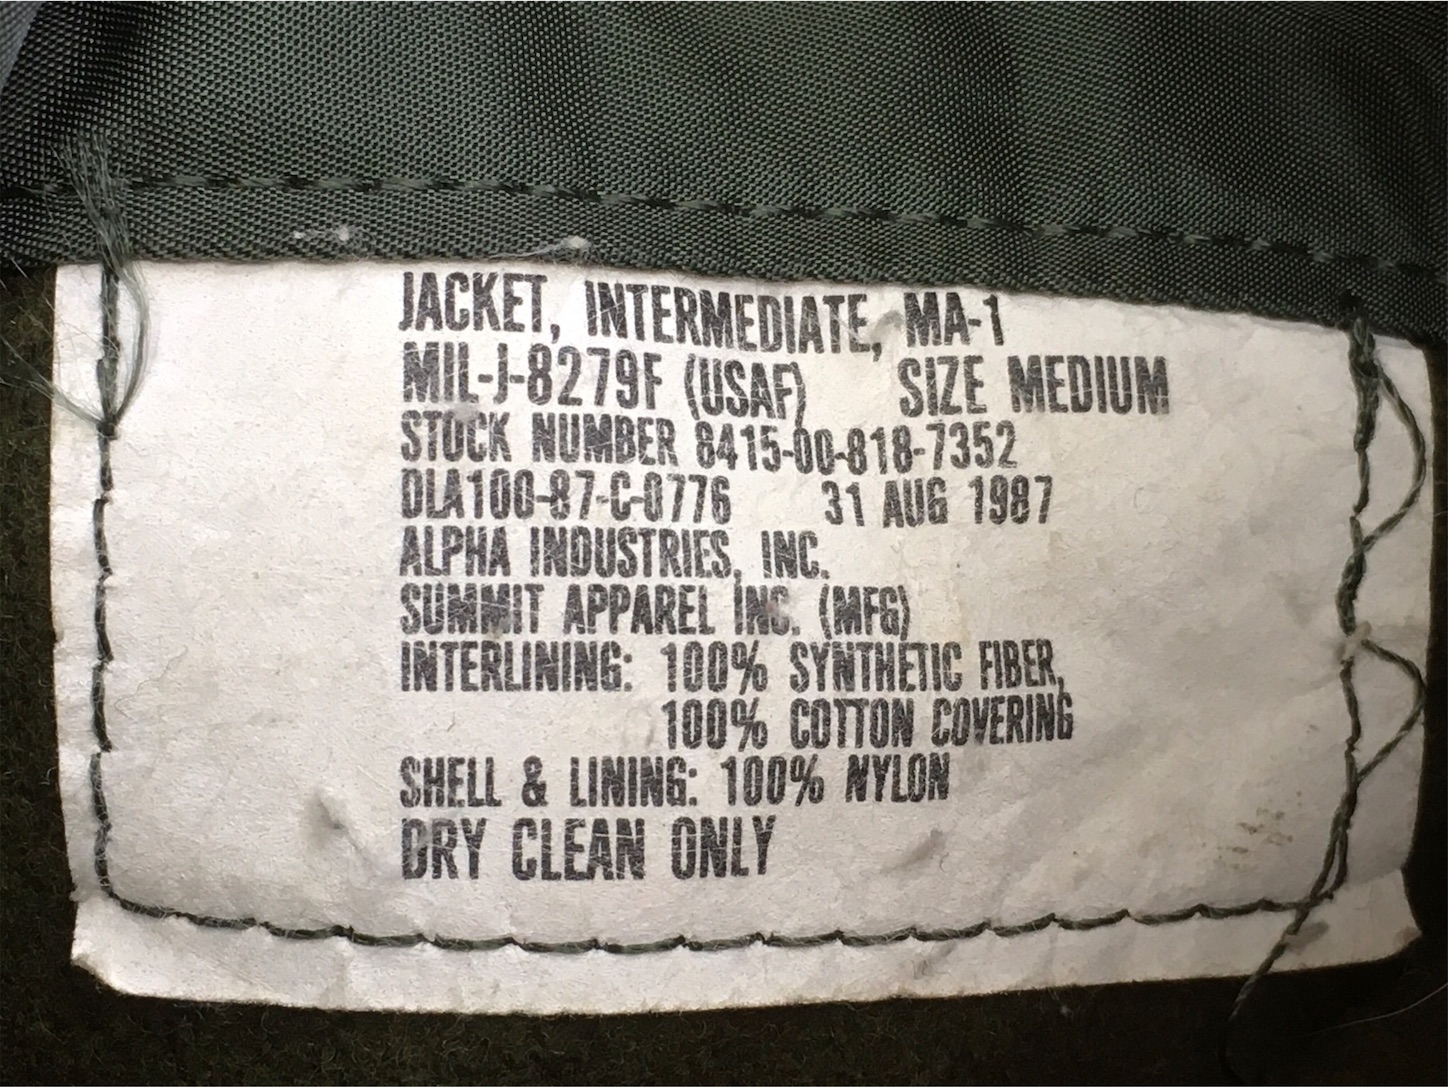 JACKET, INTERMEDIATE, MA-1
MIL-J-8279F (USAF) SIZE MEDIUM
STOCK NUMBER 8415-00-818-7352
DLA100-87-C-0776 31 AUG 1987
ALPHA INDUSTRIES, INC.
SUMMIT APPAREL INC. (MFG)
INTERLINING: 100% SYNTHETIC FIBER,
100% COTTON COVERING
SHELL & LINING: 100% NYLON
DRY CLEAN ONLY